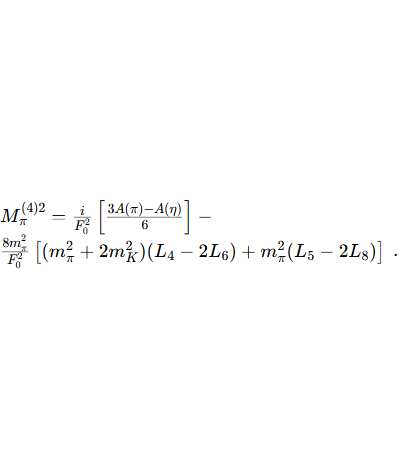 $M_{\pi}^{(4)2} = \frac{i}{F_0^2} \left[ \frac{3A(\pi)-A(\eta)}{6} \right] -$
$\frac{8m_{\pi}^2}{F_0^2} \left[ (m_{\pi}^2 + 2m_K^2)(L_4 - 2L_6) + m_{\pi}^2(L_5 - 2L_8) \right] \ .$